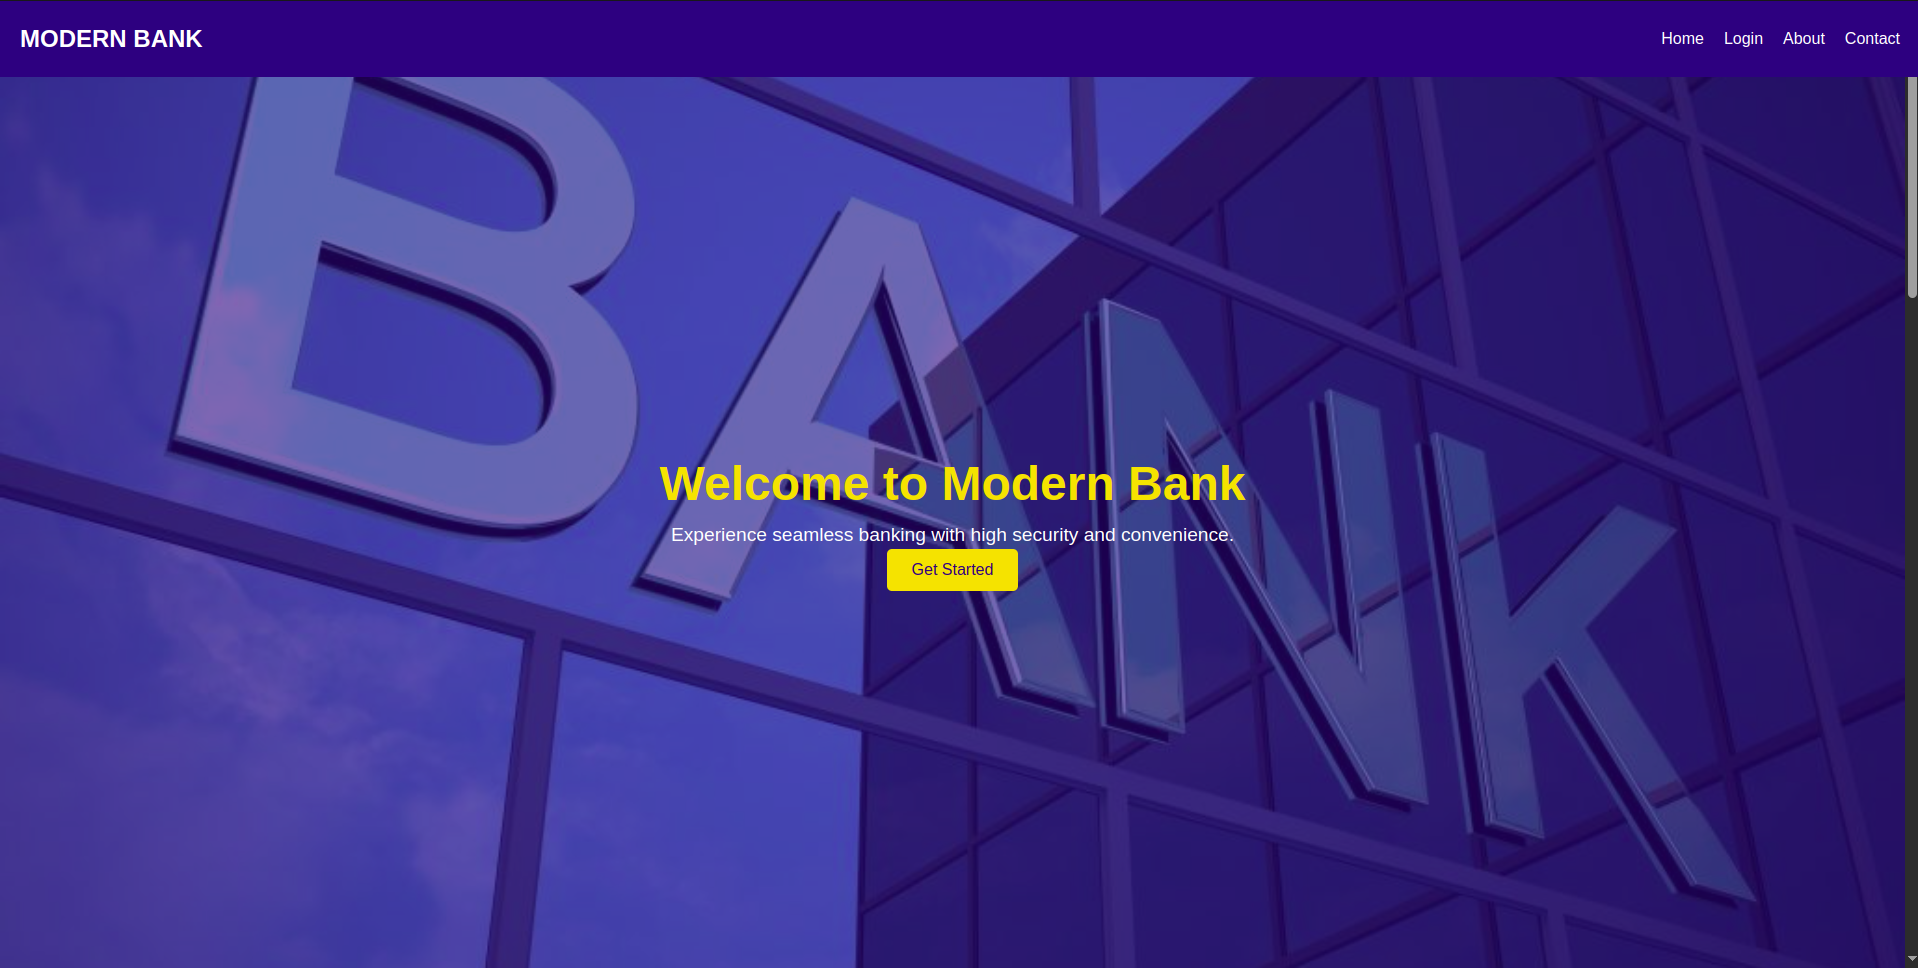 MODERN BANK
Home Login About Contact
BANK
Welcome to Modern Bank
Experience seamless banking with high security and convenience.
Get Started